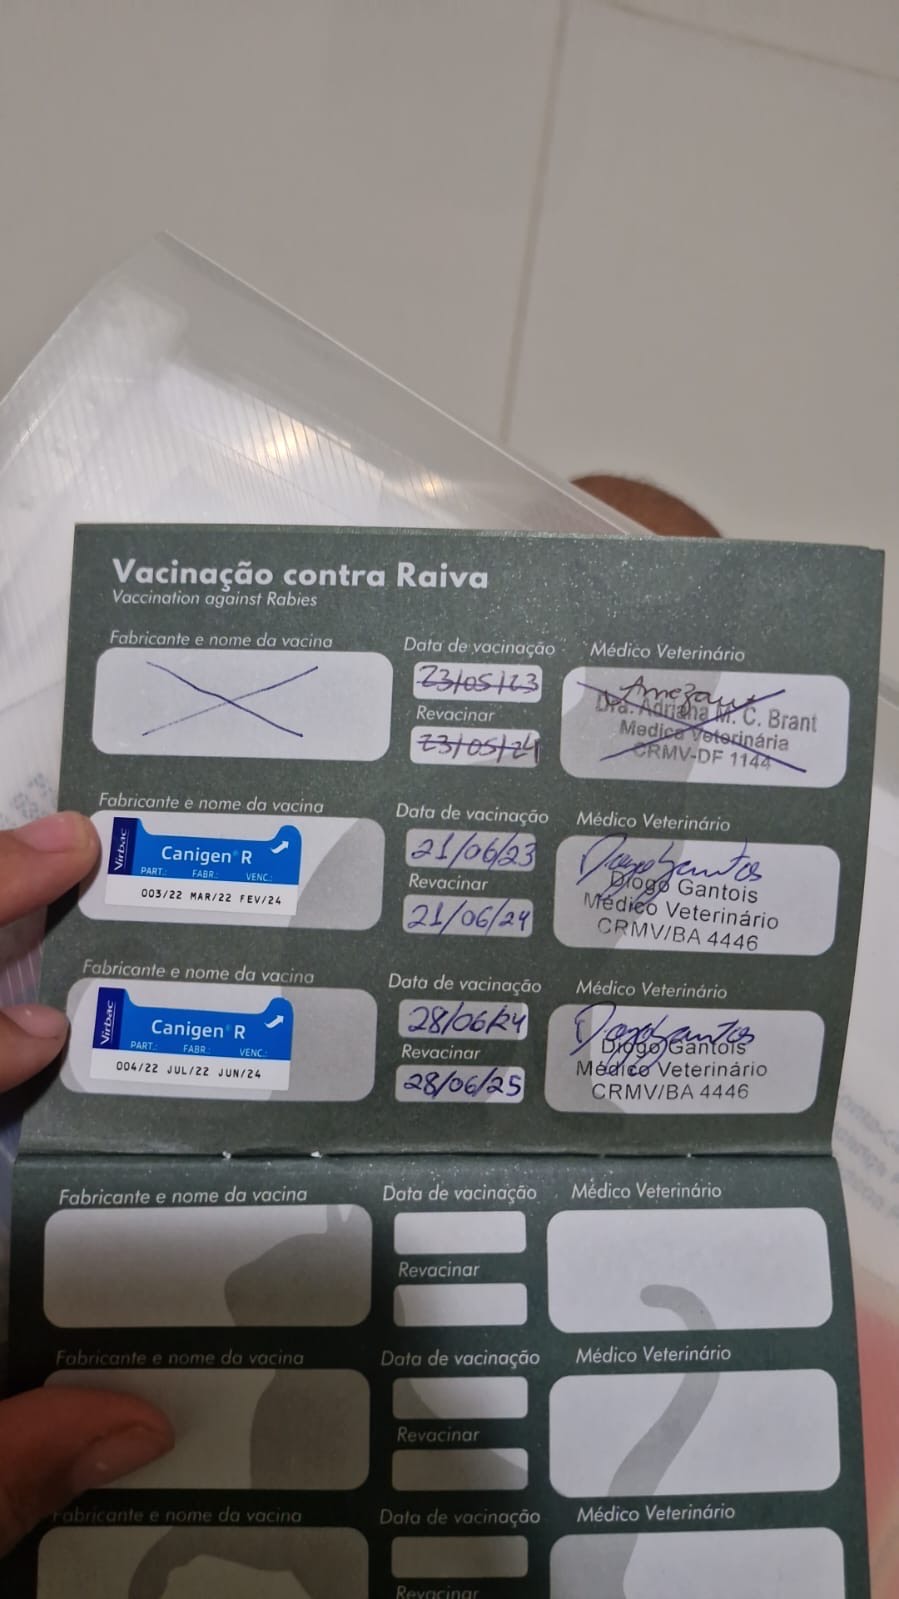 Vacinação contra Raiva
Vaccination against Rabies
Fabricante e nome da vacina
Data de vacinação
Médico Veterinário
23/05/23
Revacinar
23/05/24
Dra. Adriana M. C. Brant
Medica Veterinária
CRMV-DF 1144
Fabricante e nome da vacina
Data de vacinação
Médico Veterinário
Virbac
Canigen® R
PART.: FABR.: VENC.:
003/22 MAR/22 FEV/24
21/06/23
Revacinar
21/06/24
Diogo Gantois
Médico Veterinário
CRMV/BA 4446
Fabricante e nome da vacina
Data de vacinação
Médico Veterinário
Virbac
Canigen® R
PART.: FABR.: VENC.:
004/22 JUL/22 JUN/24
28/06/24
Revacinar
28/06/25
Diogo Gantois
Médico Veterinário
CRMV/BA 4446
Fabricante e nome da vacina
Data de vacinação
Médico Veterinário
Revacinar
Fabricante e nome da vacina
Data de vacinação
Médico Veterinário
Revacinar
Fabricante e nome da vacina
Data de vacinação
Médico Veterinário
Revacinar